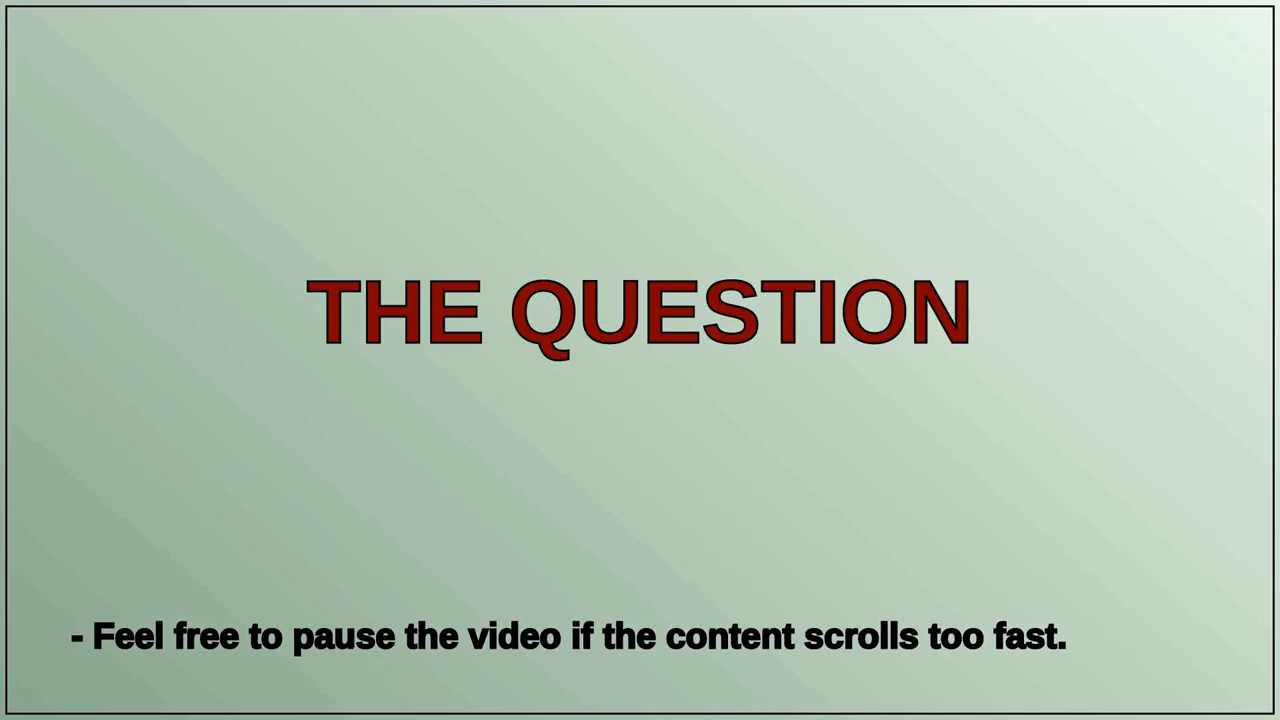 THE QUESTION
- Feel free to pause the video if the content scrolls too fast.